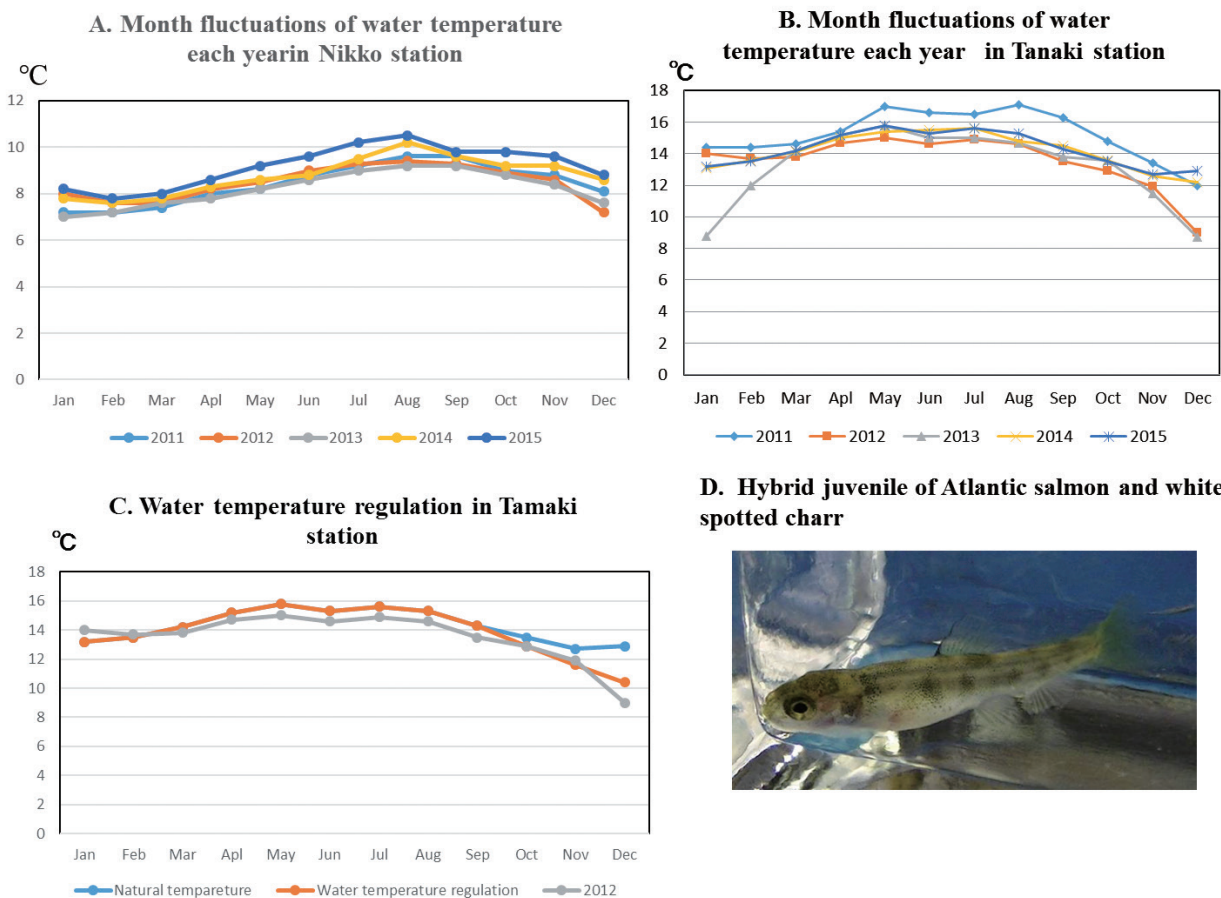 A. Month fluctuations of water temperature
each yearin Nikko station
°C
12
10
8
6
4
2
0
Jan Feb Mar Apl May Jun Jul Aug Sep Oct Nov Dec
2011 2012 2013 2014 2015
B. Month fluctuations of water
temperature each year in Tanaki station
°C
18
16
14
12
10
8
6
4
2
0
Jan Feb Mar Apl May Jun Jul Aug Sep Oct Nov Dec
2011 2012 2013 2014 2015
C. Water temperature regulation in Tamaki
station
°C
18
16
14
12
10
8
6
4
2
0
Jan Feb Mar Apl May Jun Jul Aug Sep Oct Nov Dec
Natural tempareture Water temperature regulation 2012
D. Hybrid juvenile of Atlantic salmon and white
spotted charr